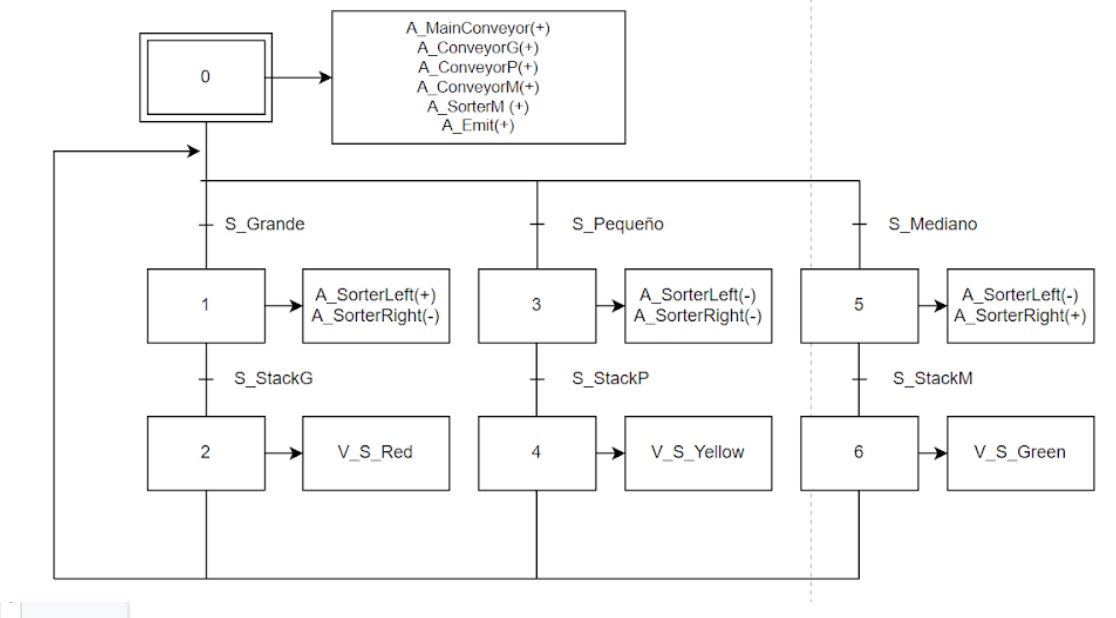 0
A_MainConveyor(+)
A_ConveyorG(+)
A_ConveyorP(+)
A_ConveyorM(+)
A_SorterM (+)
A_Emit(+)
S_Grande
S_Pequeño
S_Mediano
1
A_SorterLeft(+)
A_SorterRight(-)
3
A_SorterLeft(-)
A_SorterRight(-)
5
A_SorterLeft(-)
A_SorterRight(+)
S_StackG
S_StackP
S_StackM
2
V_S_Red
4
V_S_Yellow
6
V_S_Green